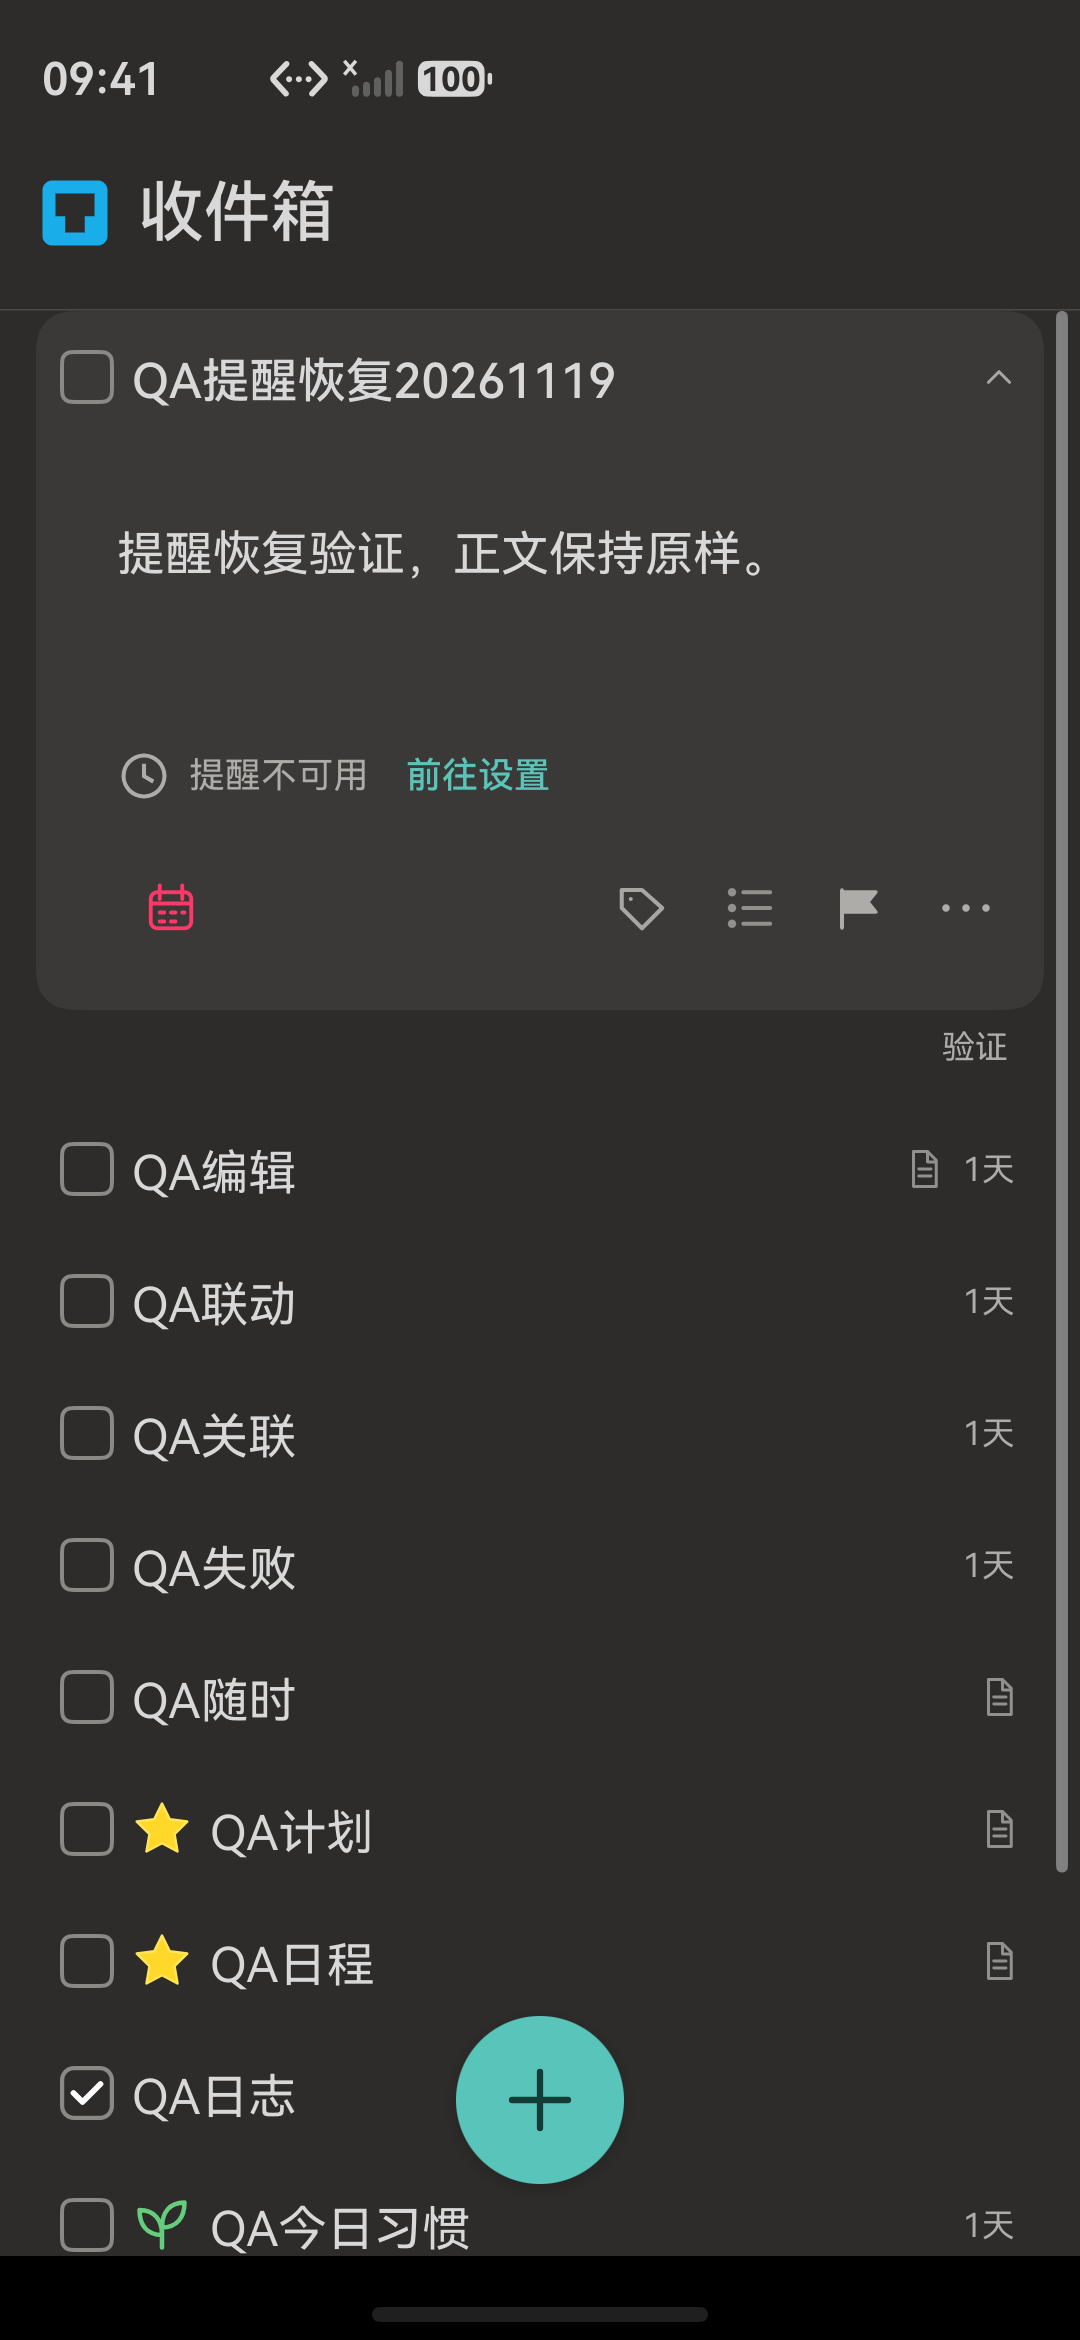 09:41
100
收件箱
QA提醒恢复20261119
提醒恢复验证，正文保持原样。
提醒不可用 前往设置
验证
QA编辑 1天
QA联动 1天
QA关联 1天
QA失败 1天
QA随时
QA计划
QA日程
QA日志
QA今日习惯 1天